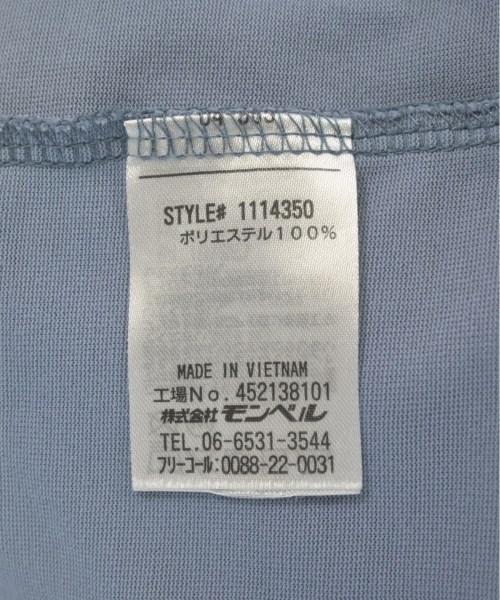 STYLE# 1114350
ポリエステル100%
MADE IN VIETNAM
工場No.452138101
株式会社モンベル
TEL.06-6531-3544
フリーコール:0088-22-0031